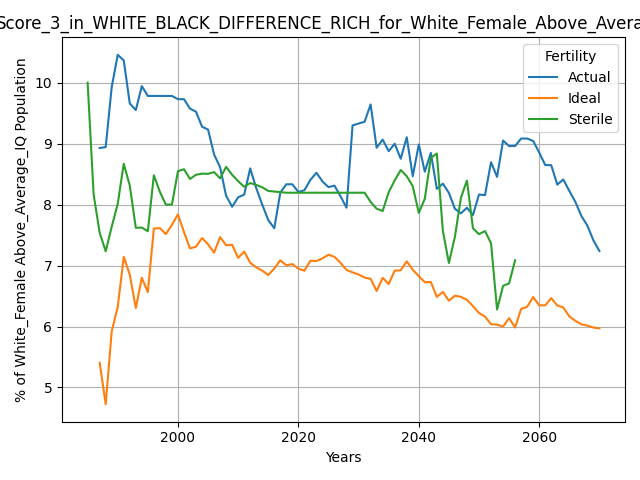 Score_3_in_WHITE_BLACK_DIFFERENCE_RICH_for_White_Female_Above_Avera
Fertility
Actual
Ideal
Sterile
% of White_Female Above_Average_IQ Population
10
9
8
7
6
5
2000 2020 2040 2060
Years